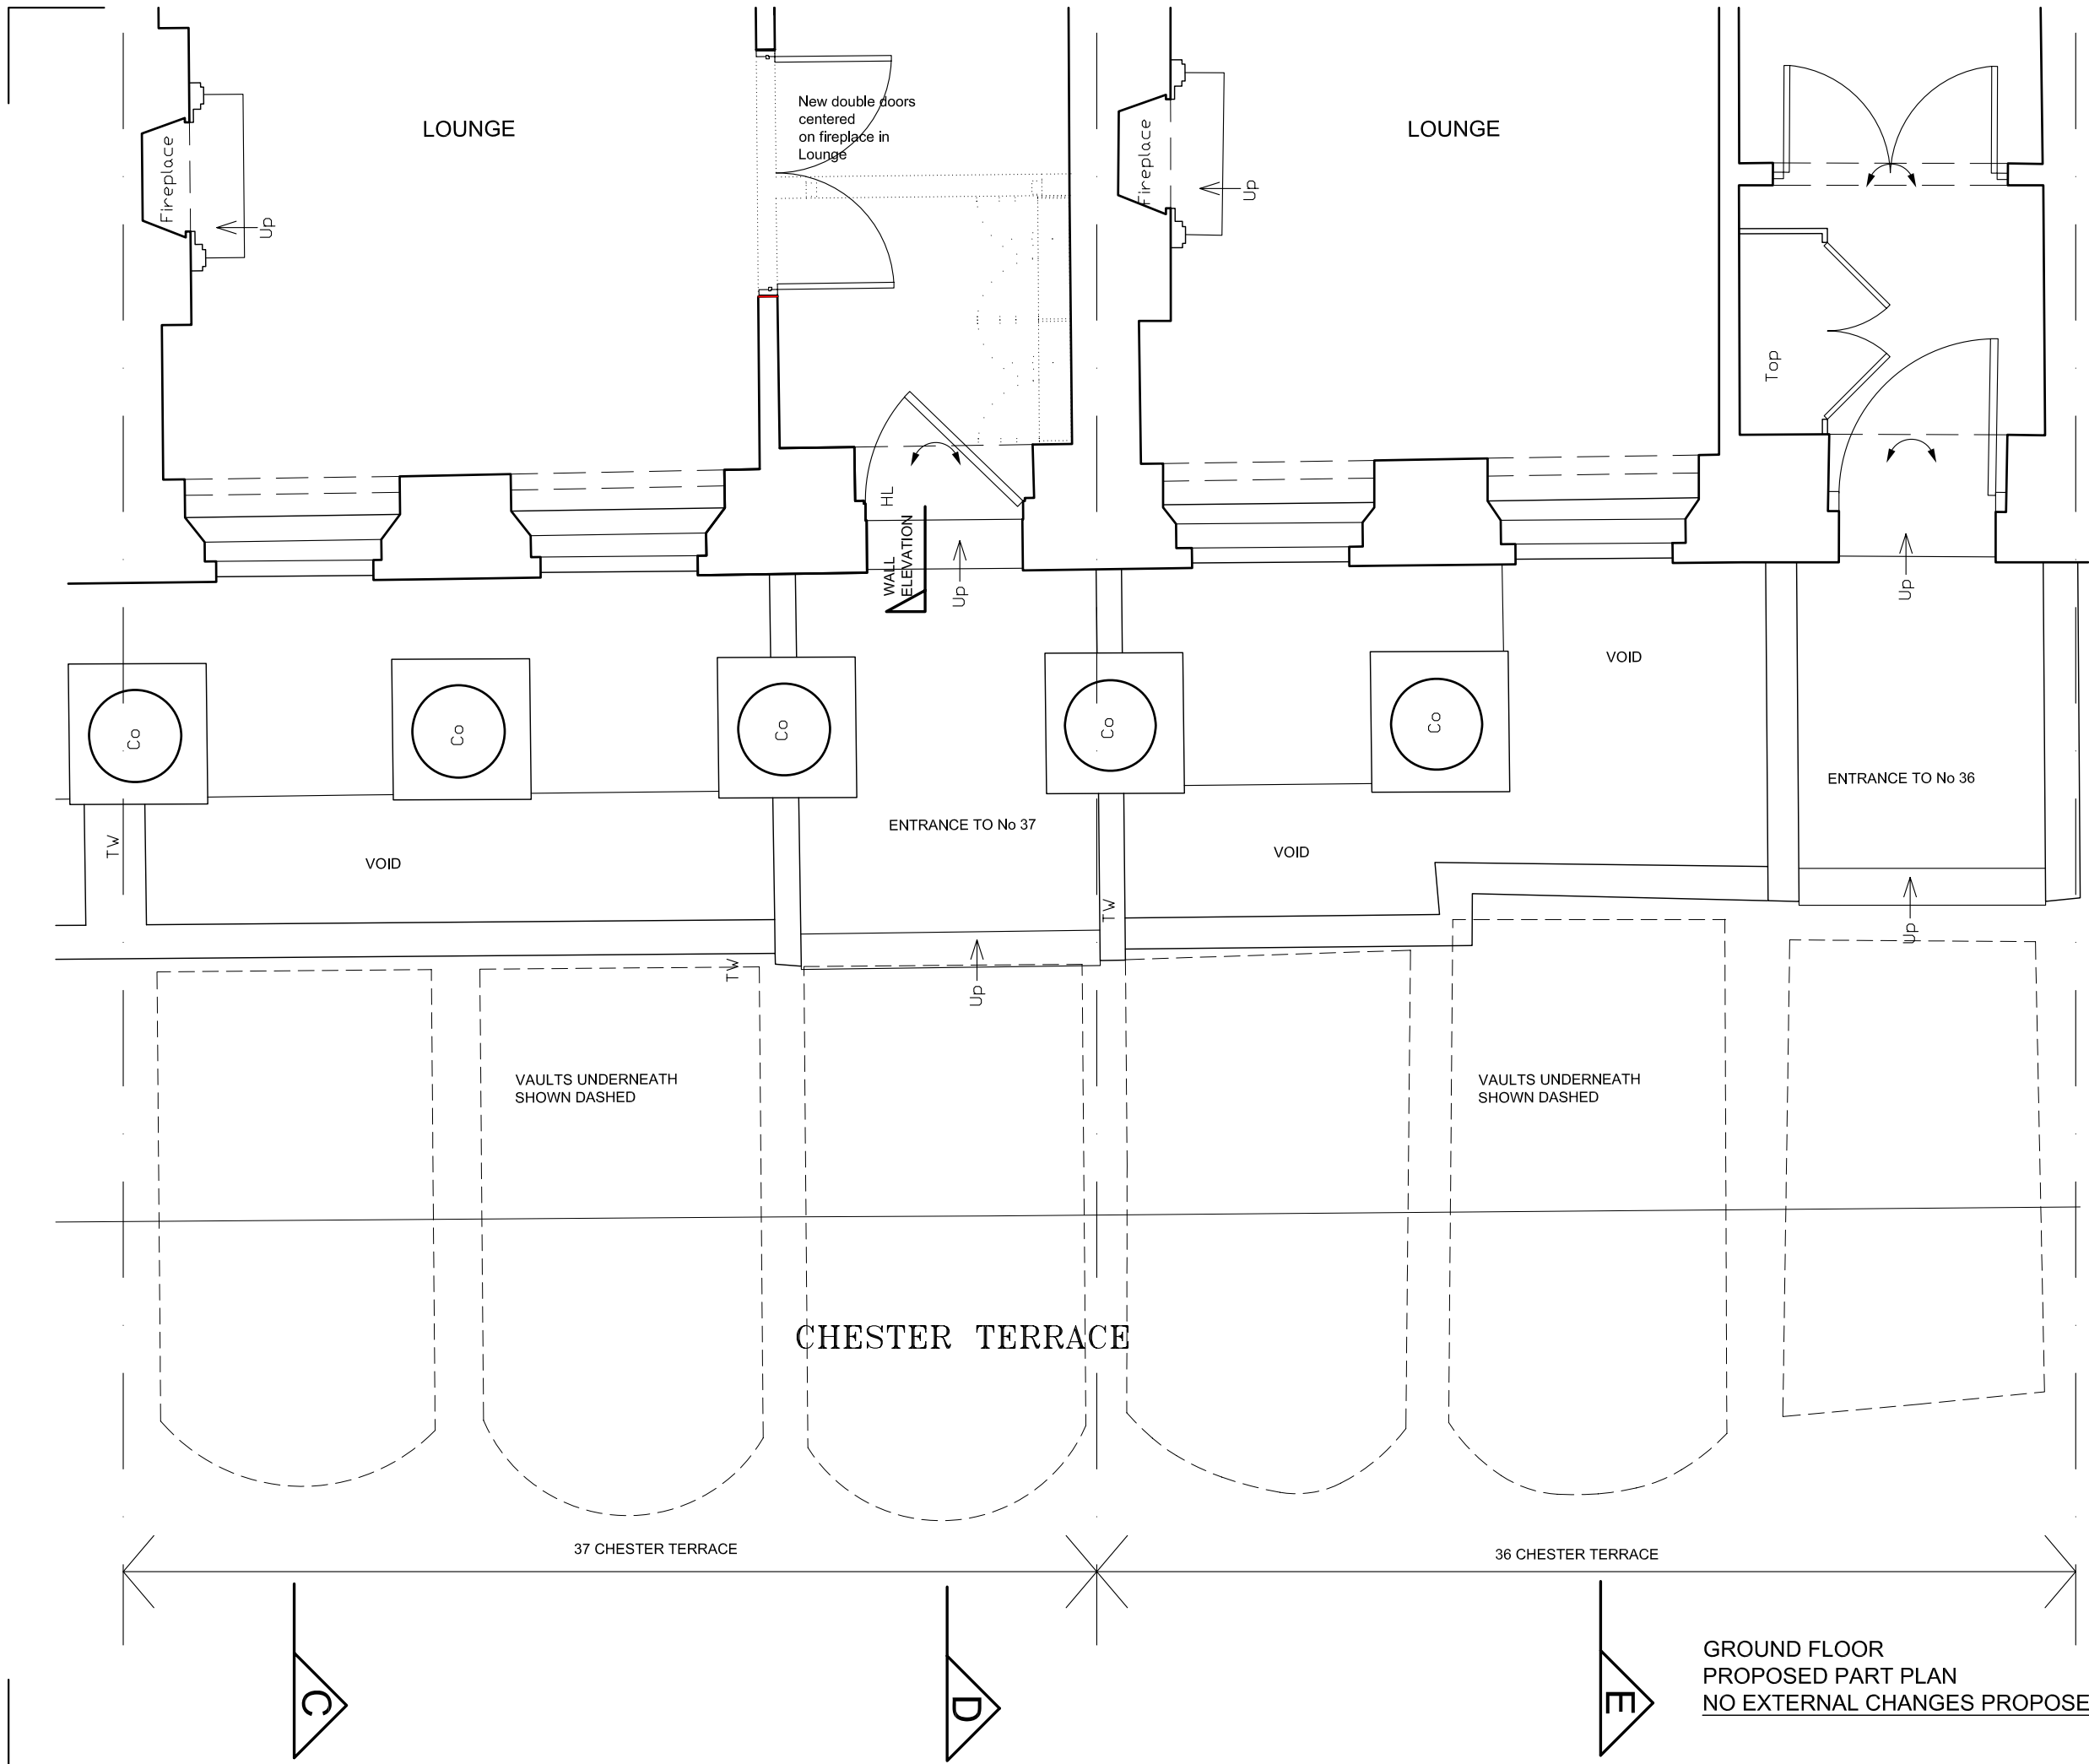 LOUNGE
New double doors
centered
on fireplace in
Lounge
LOUNGE
Fireplace
Up
Fireplace
Up
Top
HL
WALL
ELEVATION
Up
Up
VOID
Co
Co
Co
Co
Co
ENTRANCE TO No 36
ENTRANCE TO No 37
TW
VOID
VOID
TW
Up
TW
Up
VAULTS UNDERNEATH
SHOWN DASHED
VAULTS UNDERNEATH
SHOWN DASHED
CHESTER TERRACE
37 CHESTER TERRACE
36 CHESTER TERRACE
C
D
E
GROUND FLOOR
PROPOSED PART PLAN
NO EXTERNAL CHANGES PROPOSE